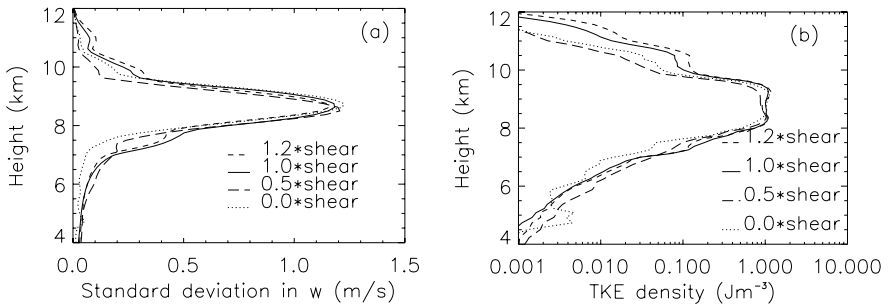 (a)
12
10
8
6
4
Height (km)
1.2*shear
1.0*shear
0.5*shear
0.0*shear
0.0
0.5
1.0
1.5
Standard deviation in w (m/s)
(b)
12
10
8
6
4
Height (km)
1.2*shear
1.0*shear
0.5*shear
0.0*shear
0.001
0.010
0.100
1.000
10.000
TKE density (Jm⁻³)